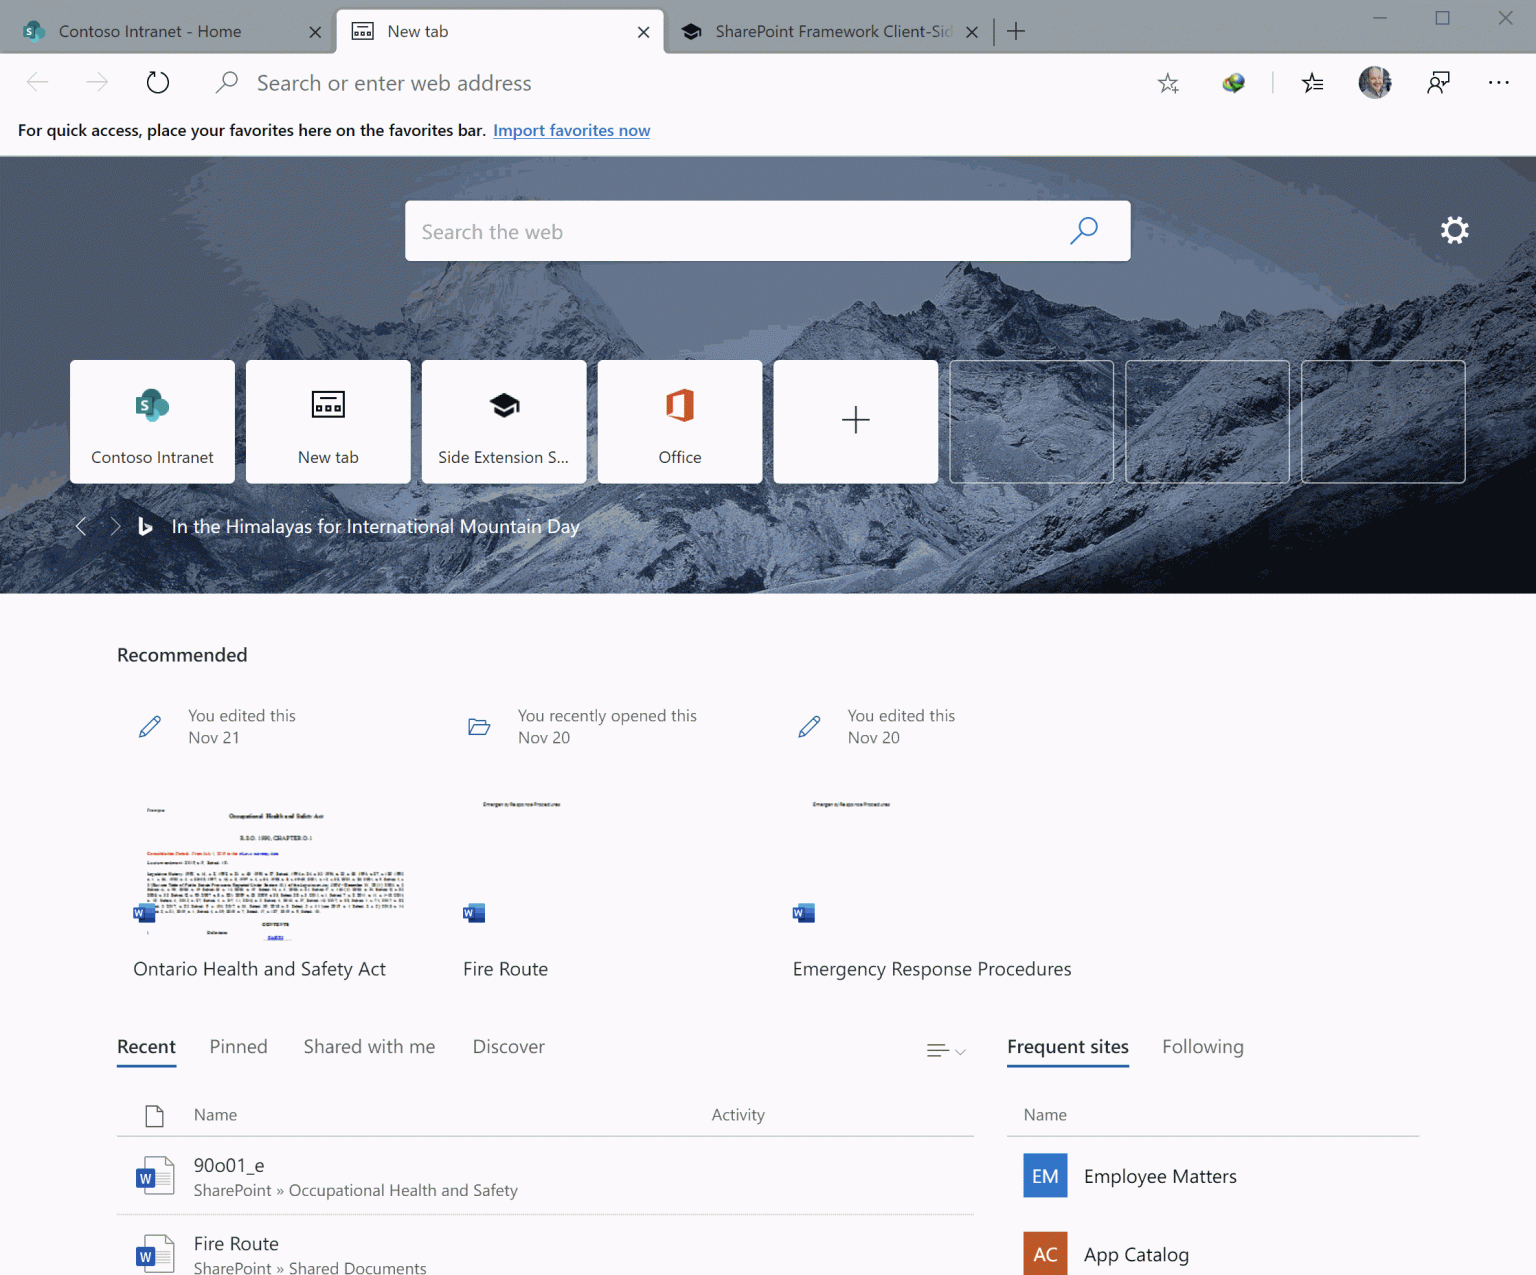 Contoso Intranet - Home
New tab
SharePoint Framework Client-Sid
Search or enter web address
For quick access, place your favorites here on the favorites bar. Import favorites now
Search the web
S
Contoso Intranet
New tab
Side Extension S...
Office
In the Himalayas for International Mountain Day
Recommended
You edited this
Nov 21
You recently opened this
Nov 20
You edited this
Nov 20
Occupational Health and Safety Act
R.S.O. 1990, CHAPTER O.1
CONTENTS
W
Ontario Health and Safety Act
Emergency Response Procedures
W
Fire Route
Emergency Response Procedures
W
Emergency Response Procedures
Recent
Pinned
Shared with me
Discover
Name
Activity
W
90o01_e
SharePoint » Occupational Health and Safety
W
Fire Route
SharePoint » Shared Documents
Frequent sites
Following
Name
EM
Employee Matters
AC
App Catalog